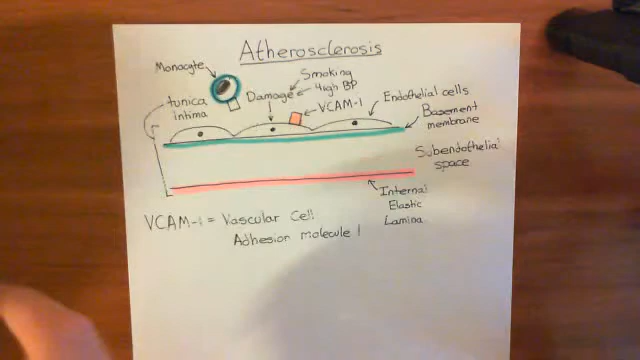 Atherosclerosis
Monocyte
Smoking
High BP
Damage
VCAM-1
Endothelial cells
tunica
intima
Basement
membrane
Subendothelial
space
Internal
Elastic
Lamina
VCAM-1 = Vascular Cell
Adhesion molecule 1